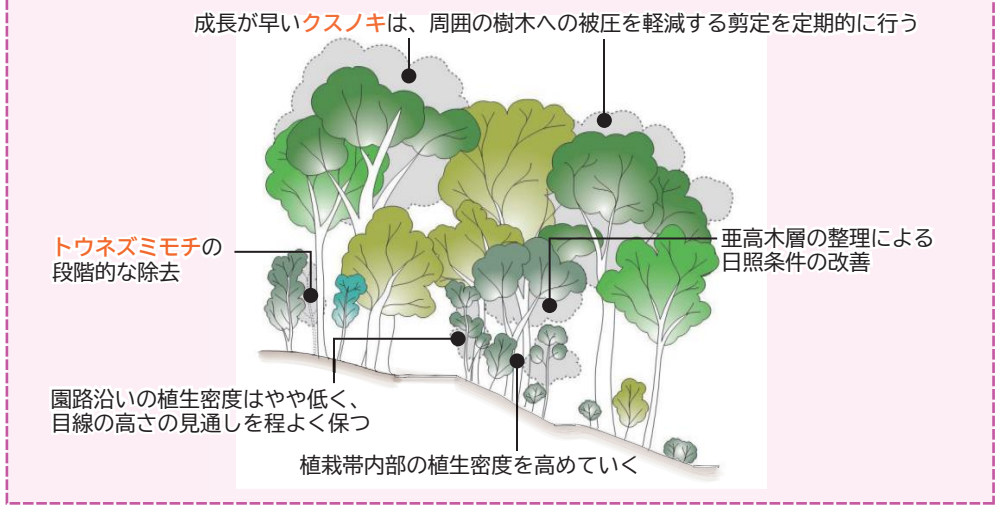 成長が早いクスノキは、周囲の樹木への被圧を軽減する剪定を定期的に行う
トウネズミモチの
段階的な除去
亜高木層の整理による
日照条件の改善
園路沿いの植生密度はやや低く、
目線の高さの見通しを程よく保つ
植栽帯内部の植生密度を高めていく